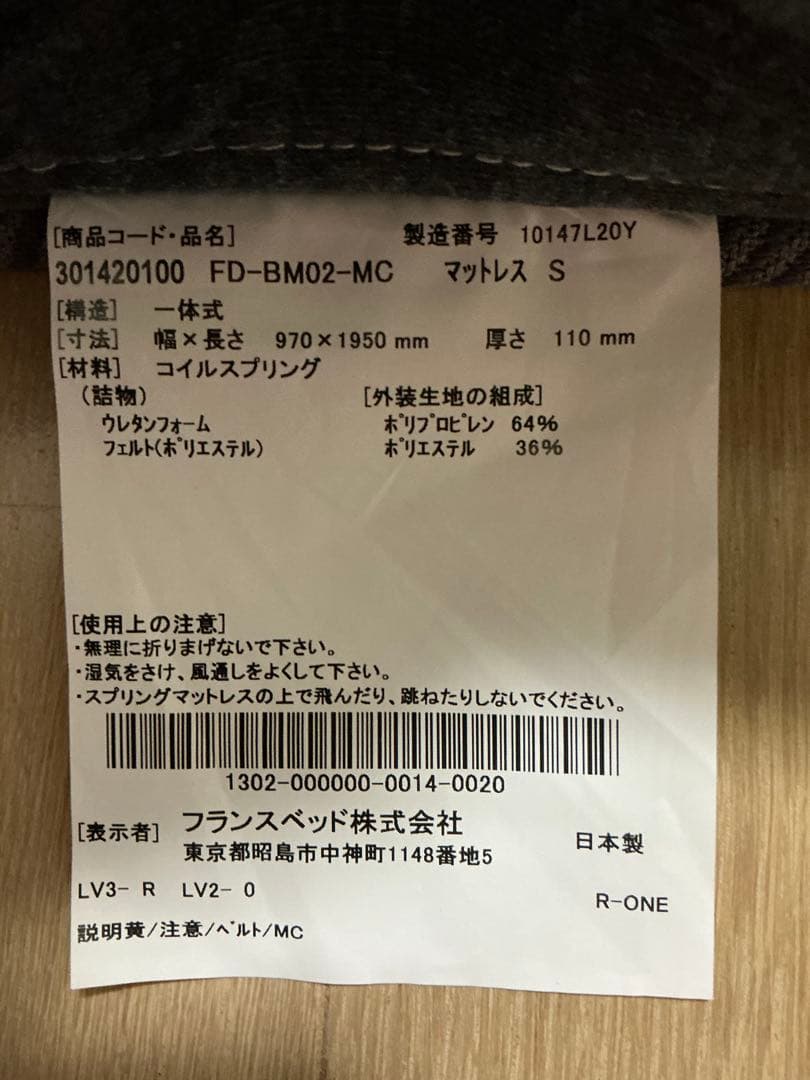 [商品コード・品名] 製造番号 10147L20Y
301420100 FD-BM02-MC マットレス S
[構造] 一体式
[寸法] 幅×長さ 970×1950 mm 厚さ 110 mm
[材料] コイルスプリング
(詰物) [外装生地の組成]
ウレタンフォーム ポリプロピレン 64%
フェルト(ポリエステル) ポリエステル 36%
[使用上の注意]
・無理に折りまげないで下さい。
・湿気をさけ、風通しをよくして下さい。
・スプリングマットレスの上で飛んだり、跳ねたりしないでください。
1302-000000-0014-0020
[表示者] フランスベッド株式会社
東京都昭島市中神町1148番地5 日本製
LV3- R LV2- 0 R-ONE
説明黄/注意/ベルト/MC